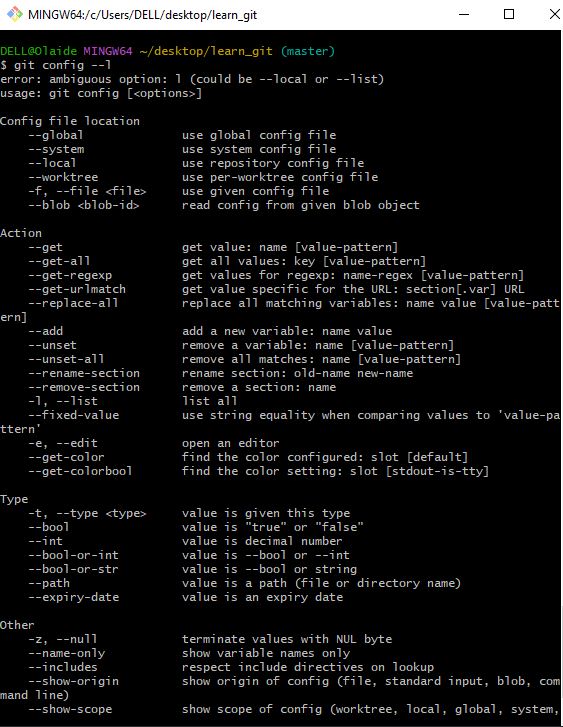 MINGW64:/c/Users/DELL/desktop/learn_git
DELL@Olaide MINGW64 ~/desktop/learn_git (master)
$ git config --l
error: ambiguous option: l (could be --local or --list)
usage: git config [<options>]
Config file location
--global use global config file
--system use system config file
--local use repository config file
--worktree use per-worktree config file
-f, --file <file> use given config file
--blob <blob-id> read config from given blob object
Action
--get get value: name [value-pattern]
--get-all get all values: key [value-pattern]
--get-regexp get values for regexp: name-regex [value-pattern]
--get-urlmatch get value specific for the URL: section[.var] URL
--replace-all replace all matching variables: name value [value-patt
ern]
--add add a new variable: name value
--unset remove a variable: name [value-pattern]
--unset-all remove all matches: name [value-pattern]
--rename-section rename section: old-name new-name
--remove-section remove a section: name
-l, --list list all
--fixed-value use string equality when comparing values to 'value-pa
ttern'
-e, --edit open an editor
--get-color find the color configured: slot [default]
--get-colorbool find the color setting: slot [stdout-is-tty]
Type
-t, --type <type> value is given this type
--bool value is "true" or "false"
--int value is decimal number
--bool-or-int value is --bool or --int
--bool-or-str value is --bool or string
--path value is a path (file or directory name)
--expiry-date value is an expiry date
Other
-z, --null terminate values with NUL byte
--name-only show variable names only
--includes respect include directives on lookup
--show-origin show origin of config (file, standard input, blob, com
mand line)
--show-scope show scope of config (worktree, local, global, system,